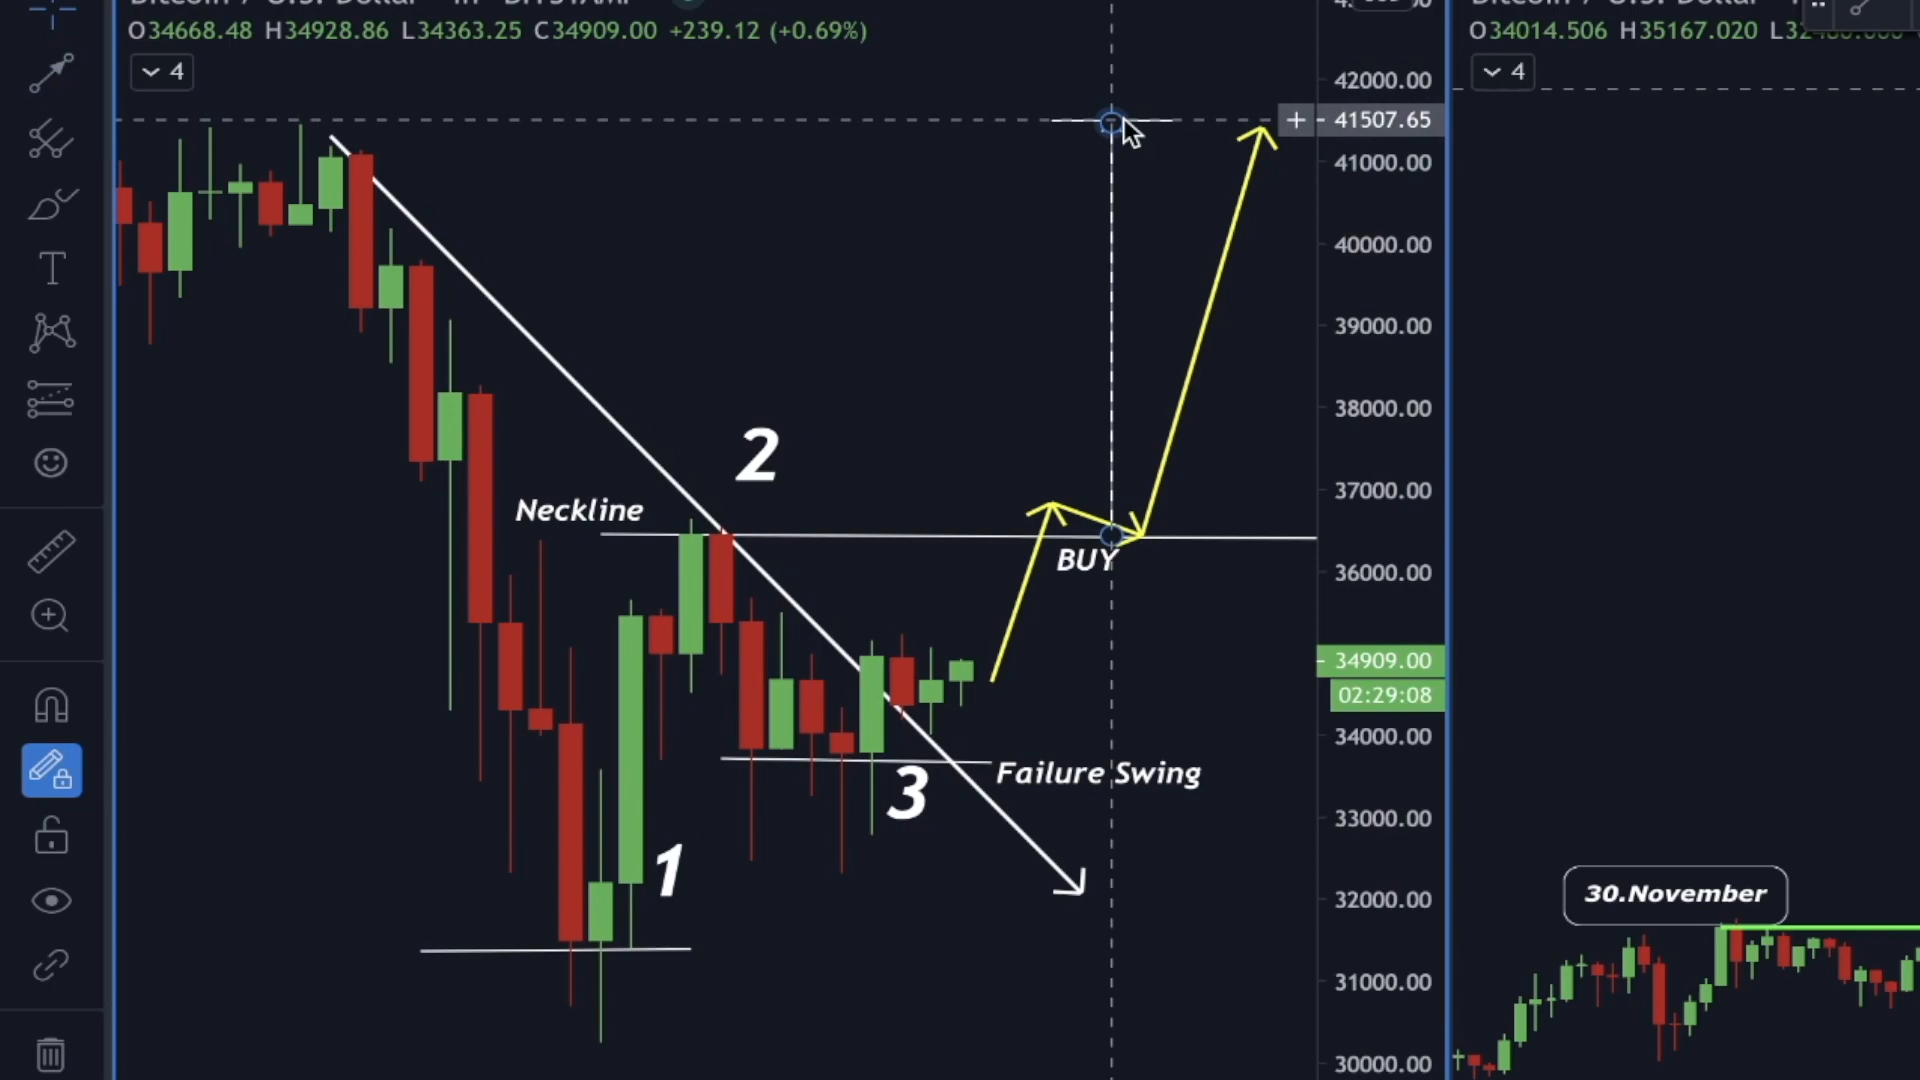 O34668.48 H34928.86 L34363.25 C34909.00 +239.12 (+0.69%)
4
O34014.506 H35167.020
4
42000.00
41507.65
41000.00
40000.00
39000.00
38000.00
2
Neckline
37000.00
BUY
36000.00
34909.00
02:29:08
34000.00
Failure Swing
3
33000.00
1
32000.00
30.November
31000.00
30000.00
T